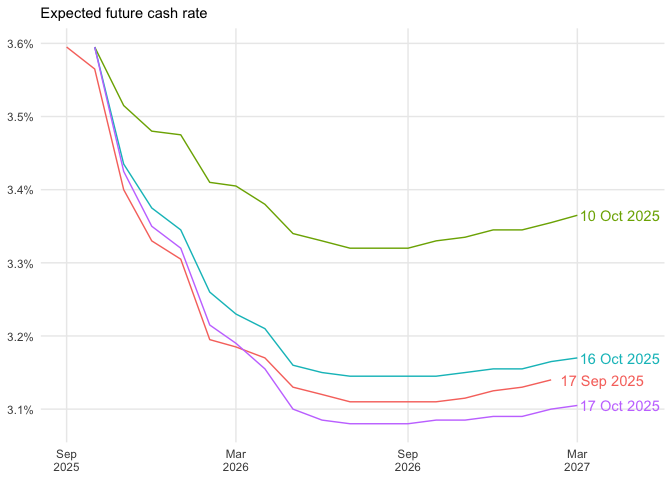 Expected future cash rate
3.6%
3.5%
3.4%
3.3%
3.2%
3.1%
10 Oct 2025
16 Oct 2025
17 Sep 2025
17 Oct 2025
Sep
2025
Mar
2026
Sep
2026
Mar
2027